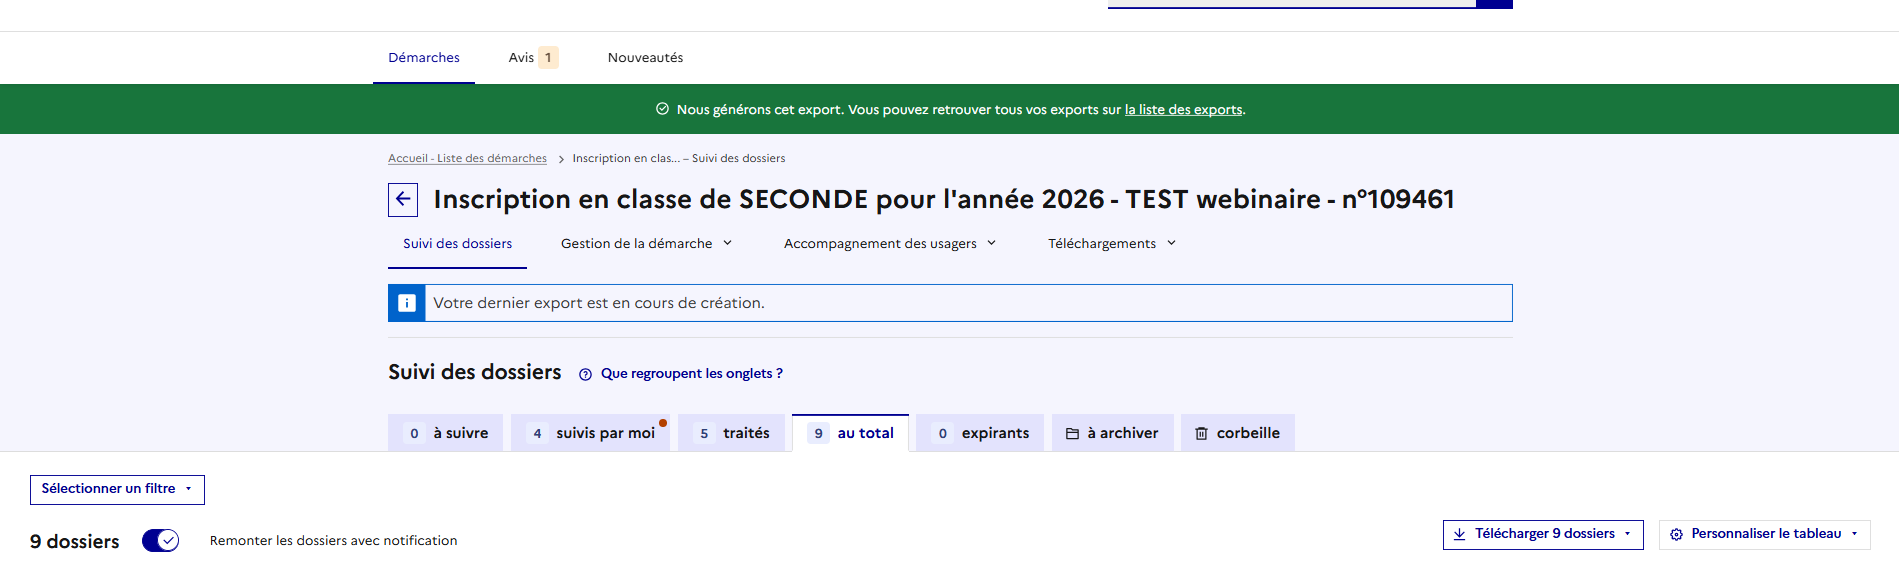 Démarches Avis 1 Nouveautés
Nous générons cet export. Vous pouvez retrouver tous vos exports sur la liste des exports.
Accueil - Liste des démarches > Inscription en clas... – Suivi des dossiers
Inscription en classe de SECONDE pour l'année 2026 - TEST webinaire - n°109461
Suivi des dossiers Gestion de la démarche Accompagnement des usagers Téléchargements
Votre dernier export est en cours de création.
Suivi des dossiers Que regroupent les onglets ?
0 à suivre 4 suivis par moi 5 traités 9 au total 0 expirants à archiver corbeille
Sélectionner un filtre
9 dossiers Remonter les dossiers avec notification Télécharger 9 dossiers Personnaliser le tableau